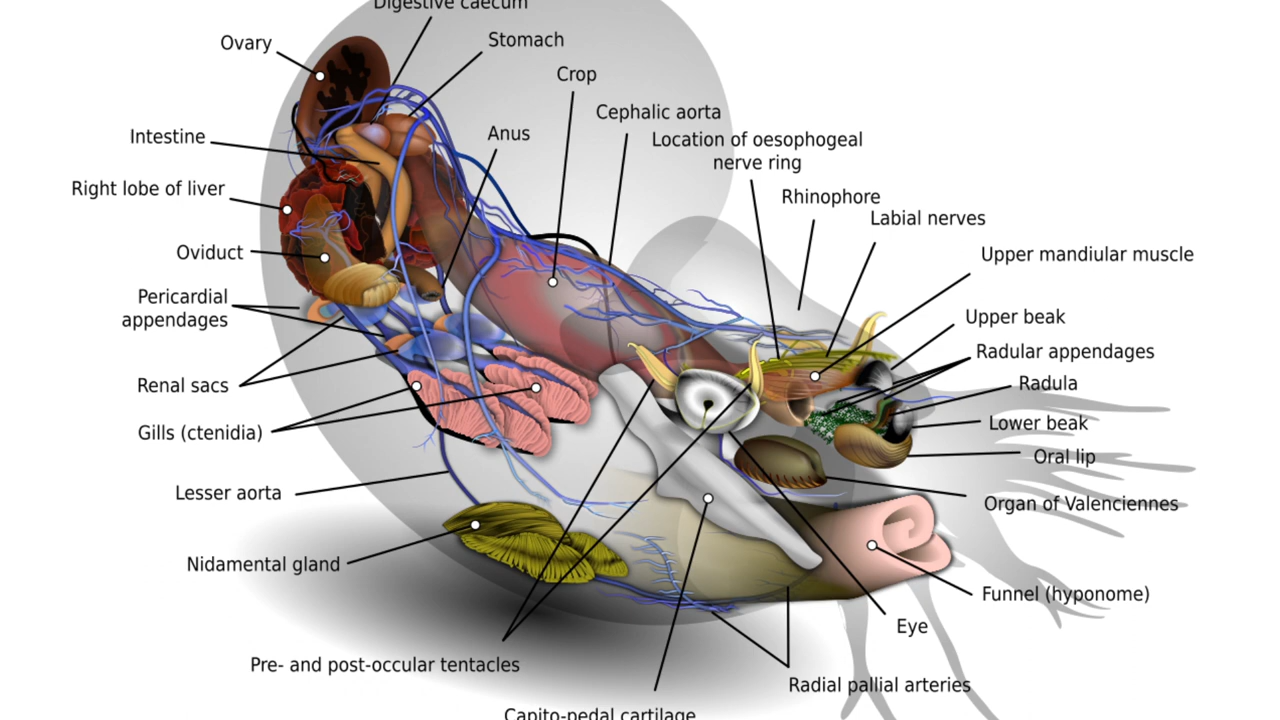 Digestive caecum
Ovary
Stomach
Crop
Cephalic aorta
Intestine
Anus
Location of oesophogeal
nerve ring
Right lobe of liver
Rhinophore
Labial nerves
Oviduct
Upper mandiular muscle
Pericardial
appendages
Upper beak
Radular appendages
Renal sacs
Radula
Gills (ctenidia)
Lower beak
Oral lip
Lesser aorta
Organ of Valenciennes
Nidamental gland
Funnel (hyponome)
Eye
Pre- and post-occular tentacles
Radial pallial arteries
Capito-pedal cartilage